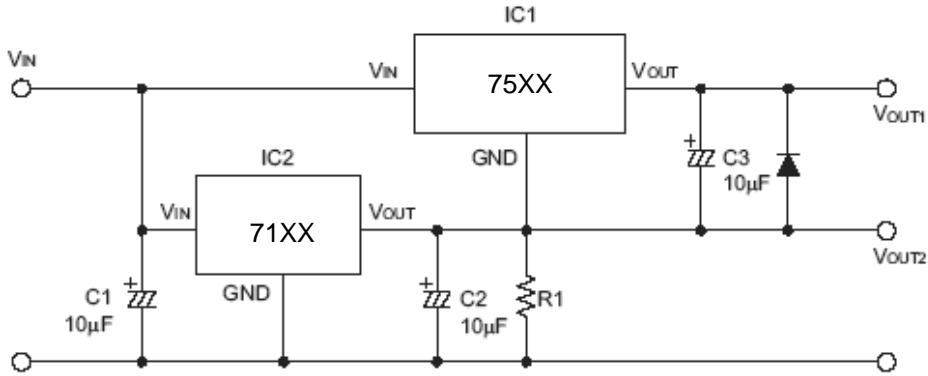 IC1
VIN
VIN
75XX
VOUT
VOUT1
GND
C3
10µF
IC2
VIN
71XX
VOUT
VOUT2
GND
C1
10µF
C2
10µF
R1